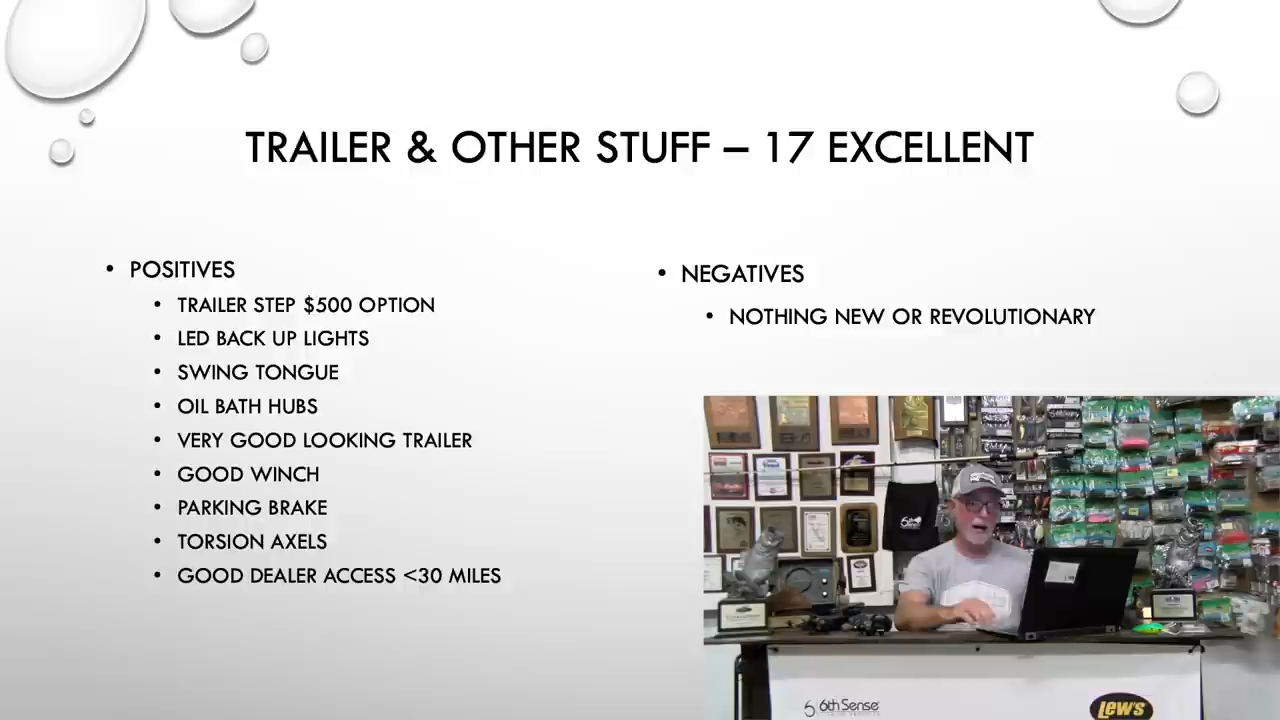 TRAILER & OTHER STUFF – 17 EXCELLENT
• POSITIVES
• TRAILER STEP $500 OPTION
• LED BACK UP LIGHTS
• SWING TONGUE
• OIL BATH HUBS
• VERY GOOD LOOKING TRAILER
• GOOD WINCH
• PARKING BRAKE
• TORSION AXELS
• GOOD DEALER ACCESS <30 MILES
• NEGATIVES
• NOTHING NEW OR REVOLUTIONARY
6th Sense
6th Sense
LEW'S